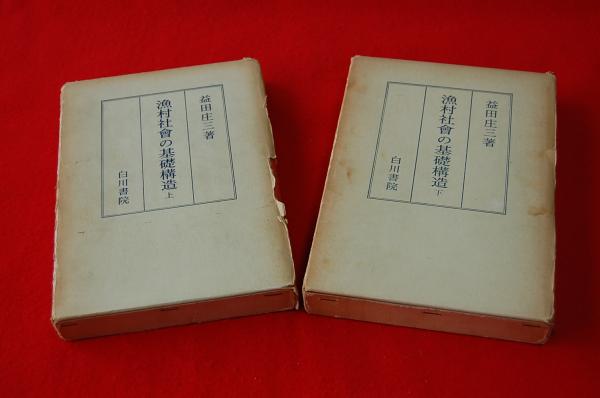 益田庄三著
漁村社會の基礎構造 上
白川書院
益田庄三著
漁村社會の基礎構造 下
白川書院